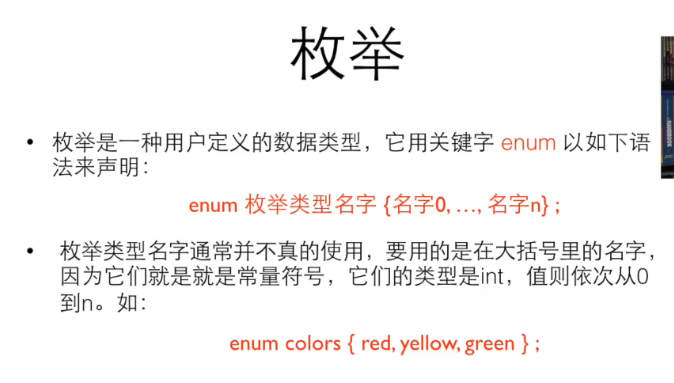 枚举
• 枚举是一种用户定义的数据类型，它用关键字 enum 以如下语
法来声明：
enum 枚举类型名字 {名字0, …, 名字n} ;
• 枚举类型名字通常并不真的使用，要用的是在大括号里的名字，
因为它们就是就是常量符号，它们的类型是int，值则依次从0
到n。如：
enum colors { red, yellow, green } ;